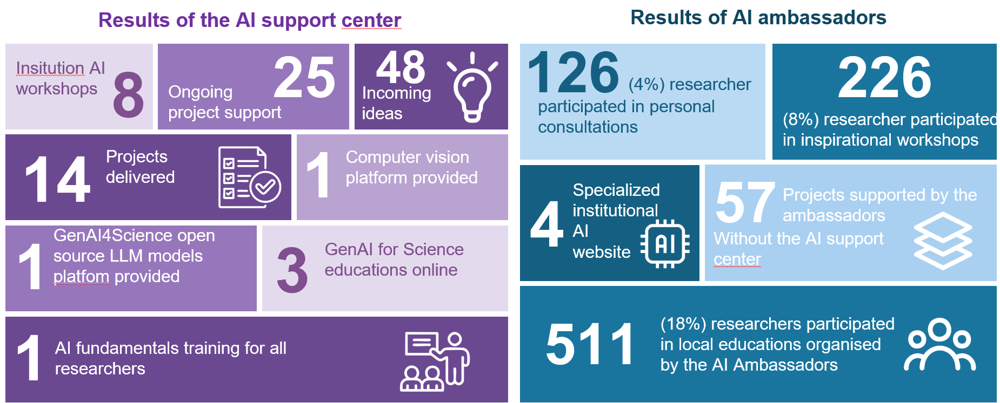 Results of the AI support center
Insitution AI
workshops
8
25
Ongoing
project support
48
Incoming
ideas
14
Projects
delivered
1
Computer vision
platform provided
1
GenAI4Science open
source LLM models
platfom provided
3
GenAI for Science
educations online
1
AI fundamentals training for all
researchers
Results of AI ambassadors
126 (4%) researcher
participated in personal
consultations
226
(8%) researcher participated
in inspirational workshops
4
Specialized
institutional
AI
website
AI
57
Projects supported by the
ambassadors
Without the AI support
center
511
(18%) researchers participated
in local educations organised
by the AI Ambassadors